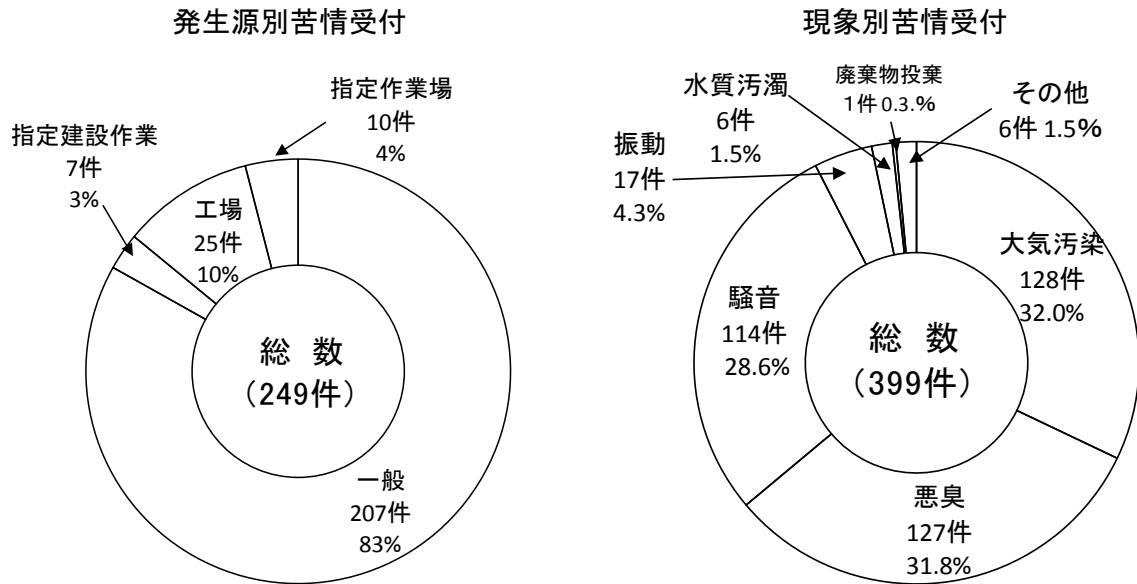 発生源別苦情受付
指定作業場
10件
4%
指定建設作業
7件
3%
工場
25件
10%
総 数
(249件)
一般
207件
83%
現象別苦情受付
廃棄物投棄
1件 0.3.%
水質汚濁
6件
1.5%
その他
6件 1.5%
振動
17件
4.3%
大気汚染
128件
32.0%
騒音
114件
28.6%
総 数
(399件)
悪臭
127件
31.8%